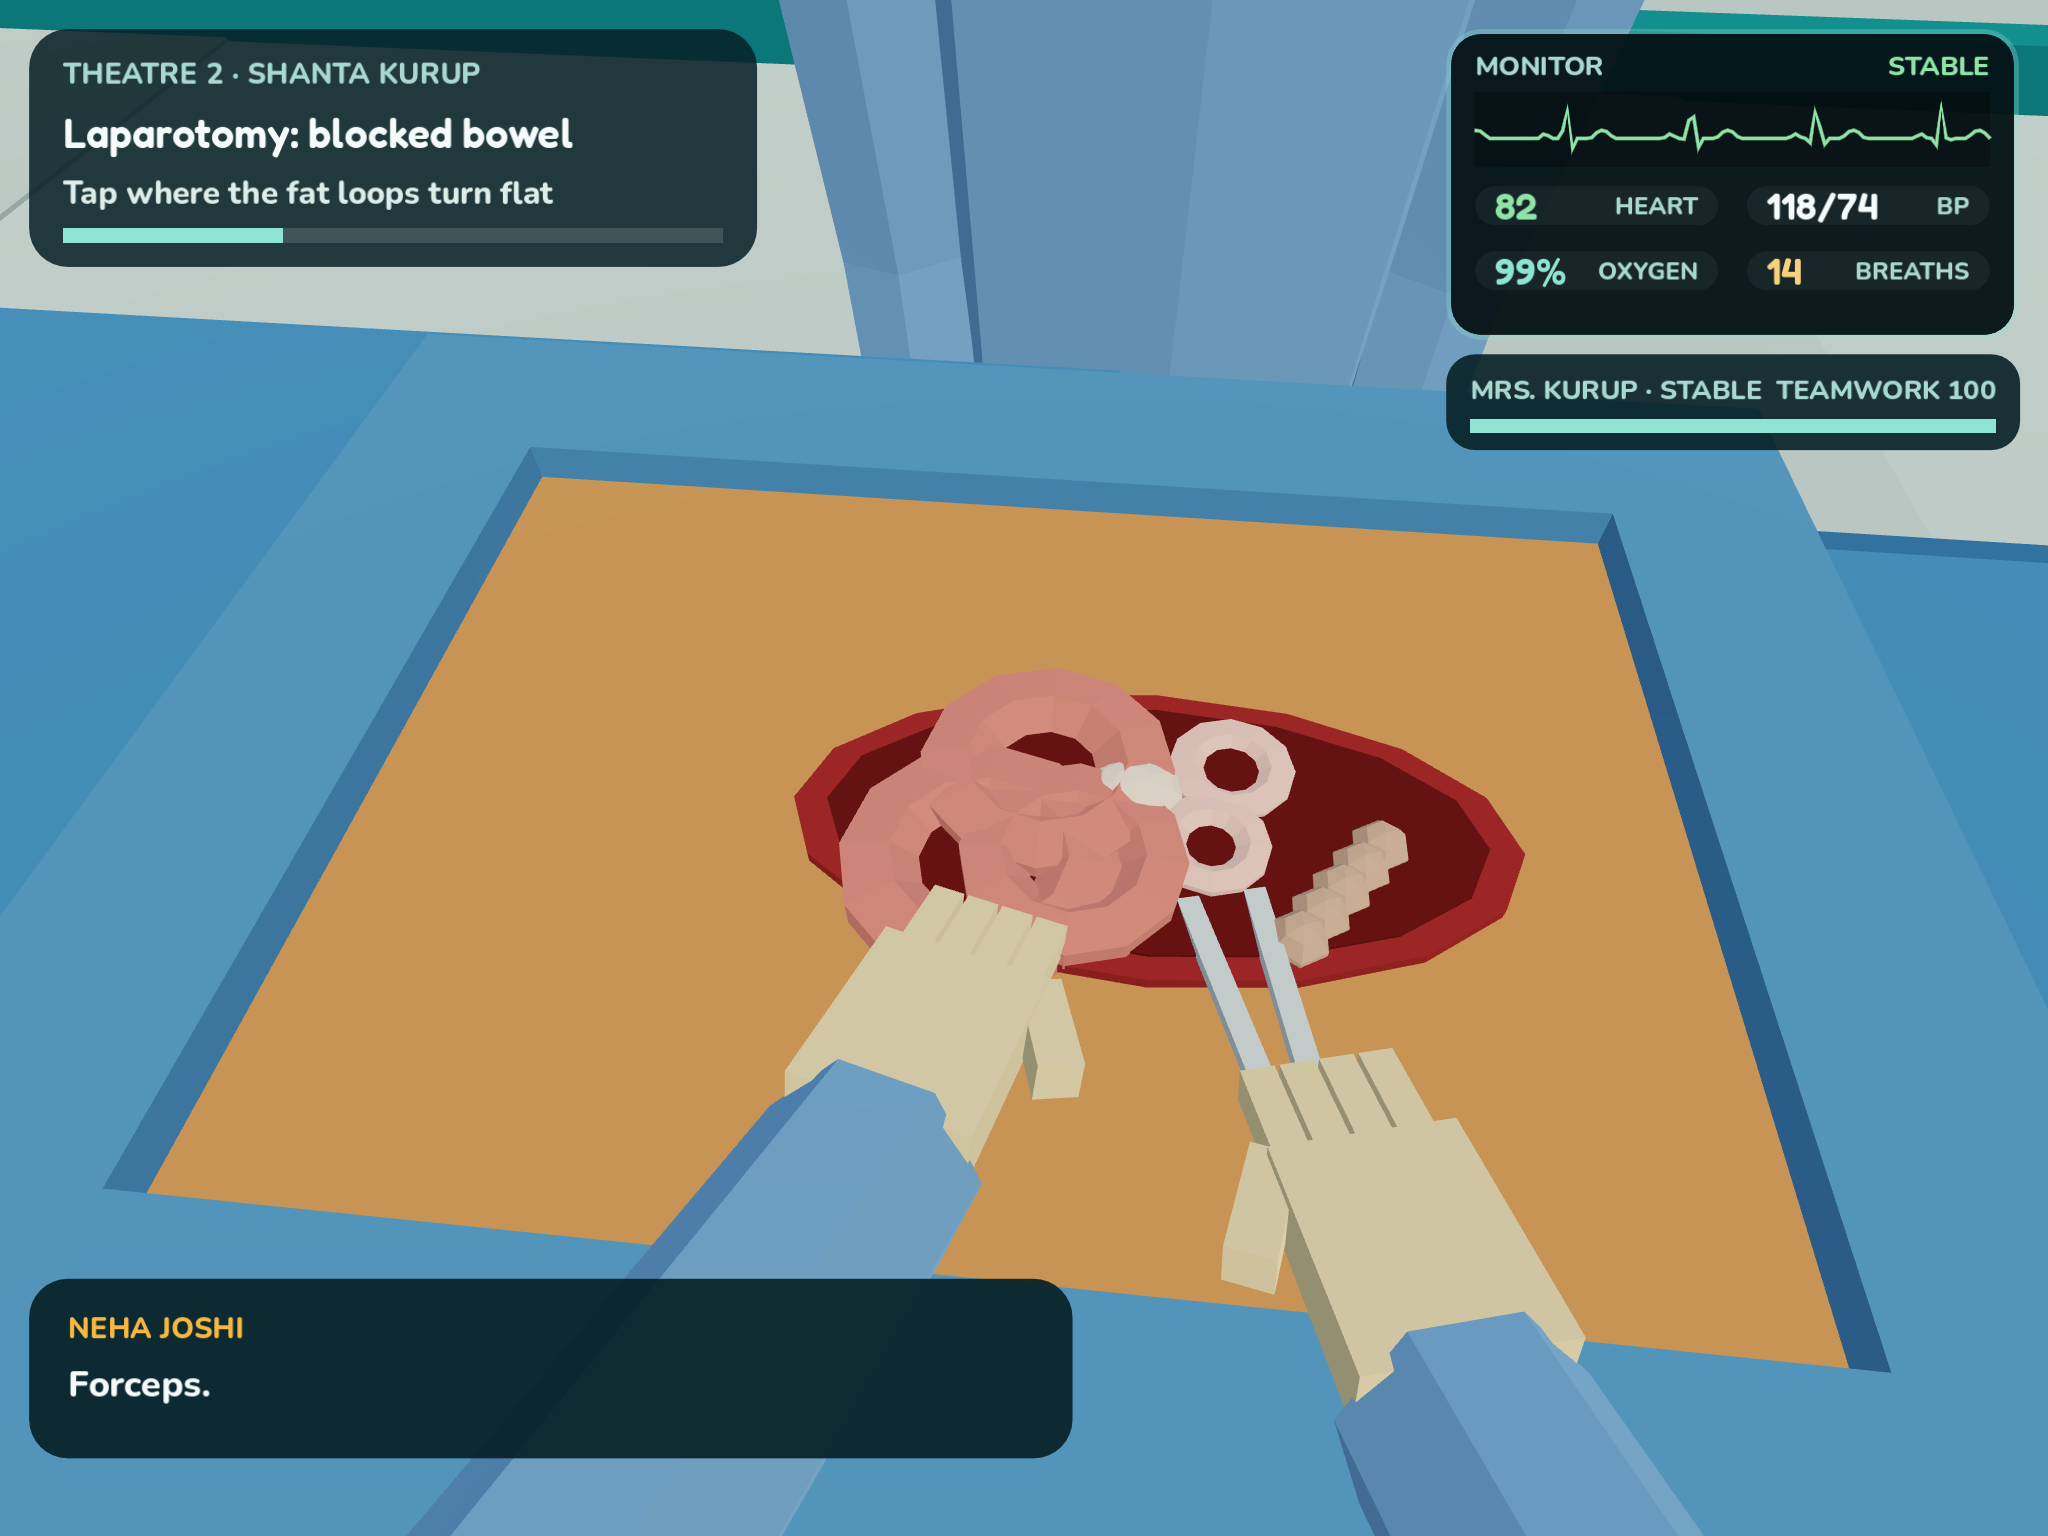 THEATRE 2 · SHANTA KURUP
Laparotomy: blocked bowel
Tap where the fat loops turn flat
MONITOR STABLE
82 HEART 118/74 BP
99% OXYGEN 14 BREATHS
MRS. KURUP · STABLE TEAMWORK 100
NEHA JOSHI
Forceps.